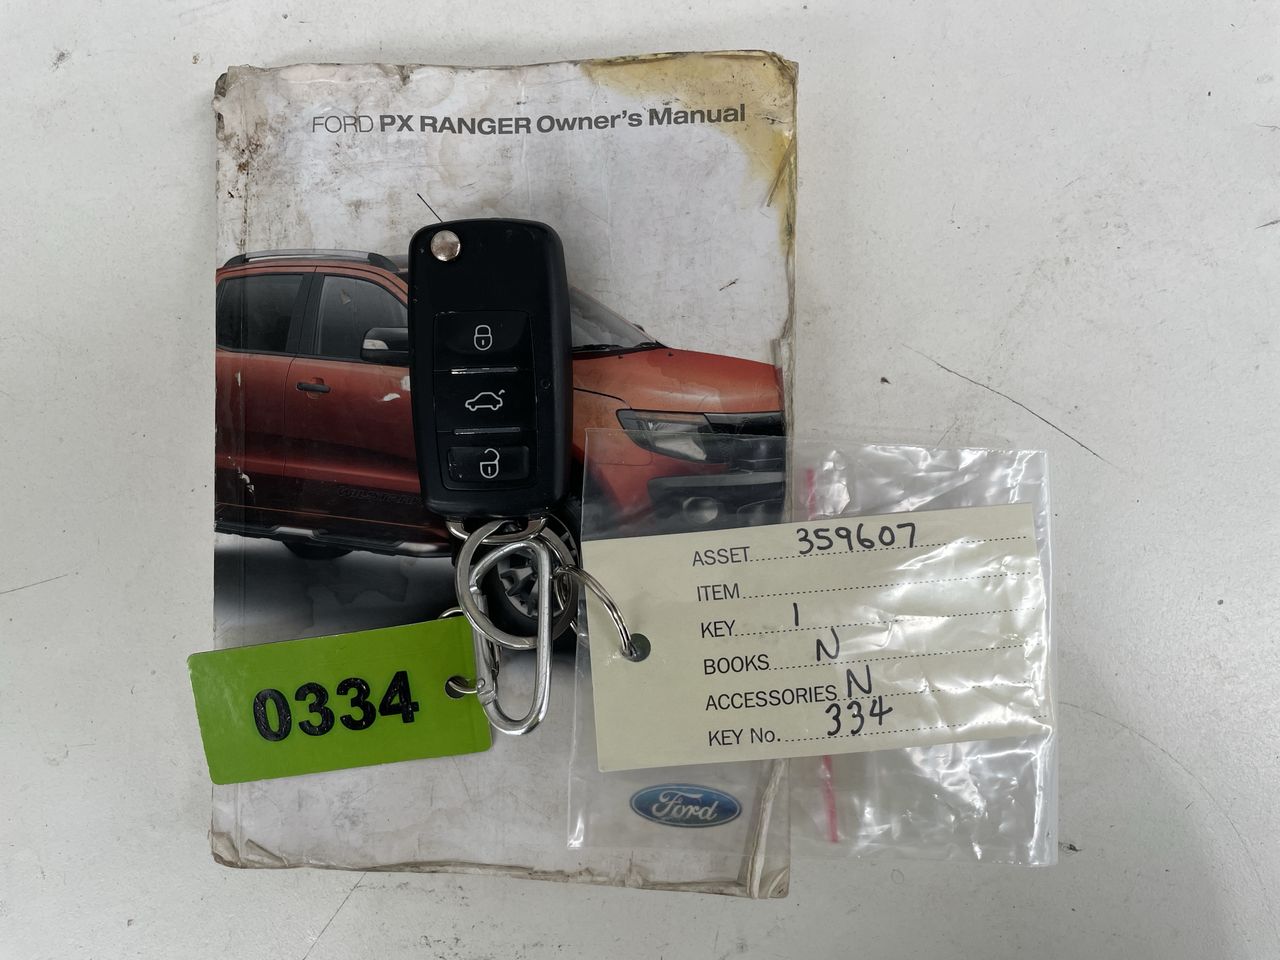 FORD PX RANGER Owner's Manual
ASSET 359607
ITEM
KEY 1
BOOKS N
ACCESSORIES N
KEY No. 334
0334
Ford